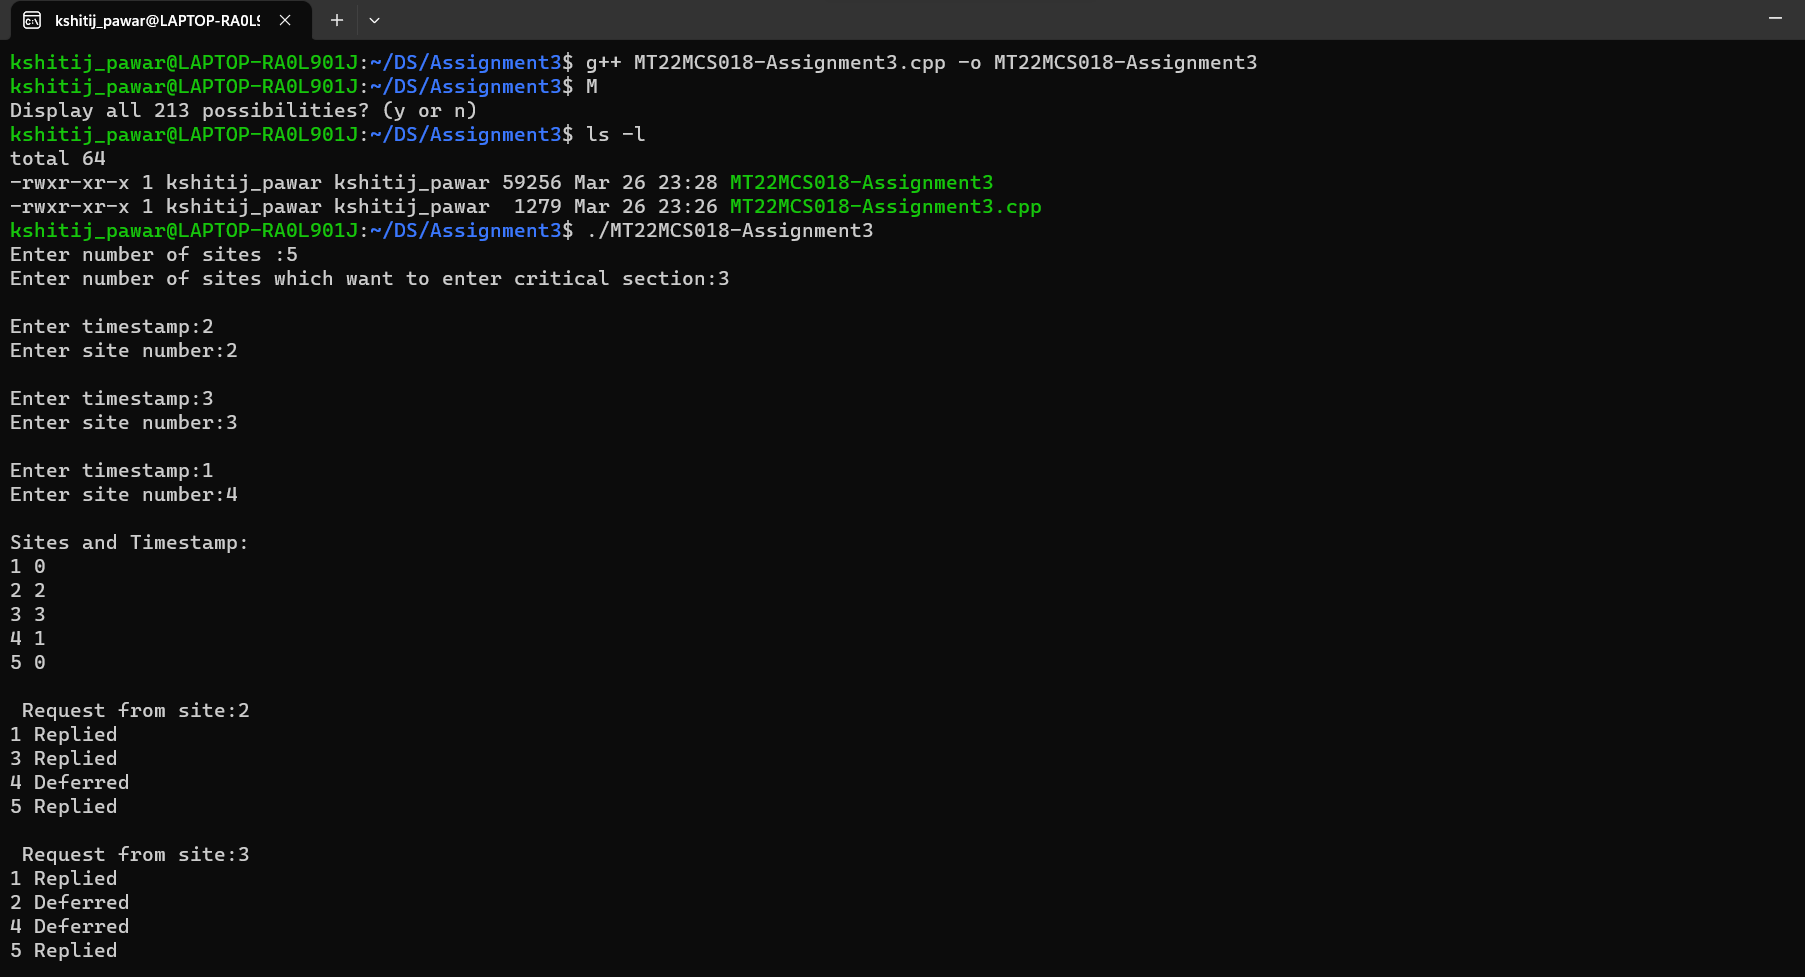 kshitij_pawar@LAPTOP-RA0L9
kshitij_pawar@LAPTOP-RA0L901J:~/DS/Assignment3$ g++ MT22MCS018-Assignment3.cpp -o MT22MCS018-Assignment3
kshitij_pawar@LAPTOP-RA0L901J:~/DS/Assignment3$ M
Display all 213 possibilities? (y or n)
kshitij_pawar@LAPTOP-RA0L901J:~/DS/Assignment3$ ls -l
total 64
-rwxr-xr-x 1 kshitij_pawar kshitij_pawar 59256 Mar 26 23:28 MT22MCS018-Assignment3
-rwxr-xr-x 1 kshitij_pawar kshitij_pawar  1279 Mar 26 23:26 MT22MCS018-Assignment3.cpp
kshitij_pawar@LAPTOP-RA0L901J:~/DS/Assignment3$ ./MT22MCS018-Assignment3
Enter number of sites :5
Enter number of sites which want to enter critical section:3
Enter timestamp:2
Enter site number:2
Enter timestamp:3
Enter site number:3
Enter timestamp:1
Enter site number:4
Sites and Timestamp:
1 0
2 2
3 3
4 1
5 0
Request from site:2
1 Replied
3 Replied
4 Deferred
5 Replied
Request from site:3
1 Replied
2 Deferred
4 Deferred
5 Replied